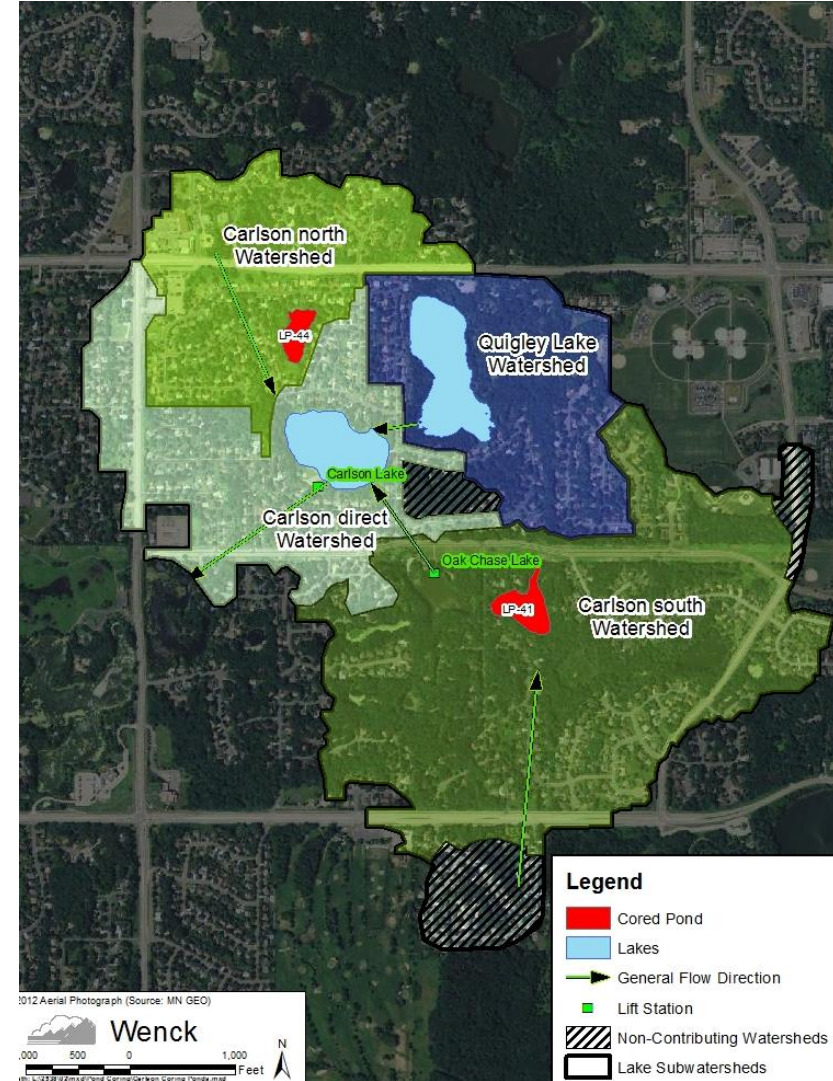 Carlson north
Watershed
LP-44
Quigley Lake
Watershed
Carlson Lake
Carlson direct
Watershed
Oak Chase Lake
LP-41
Carlson south
Watershed
Legend
Cored Pond
Lakes
General Flow Direction
Lift Station
Non-Contributing Watersheds
Lake Subwatersheds
2012 Aerial Photograph (Source: MN GEO)
Wenck
N
,000 500 0 1,000
Feet